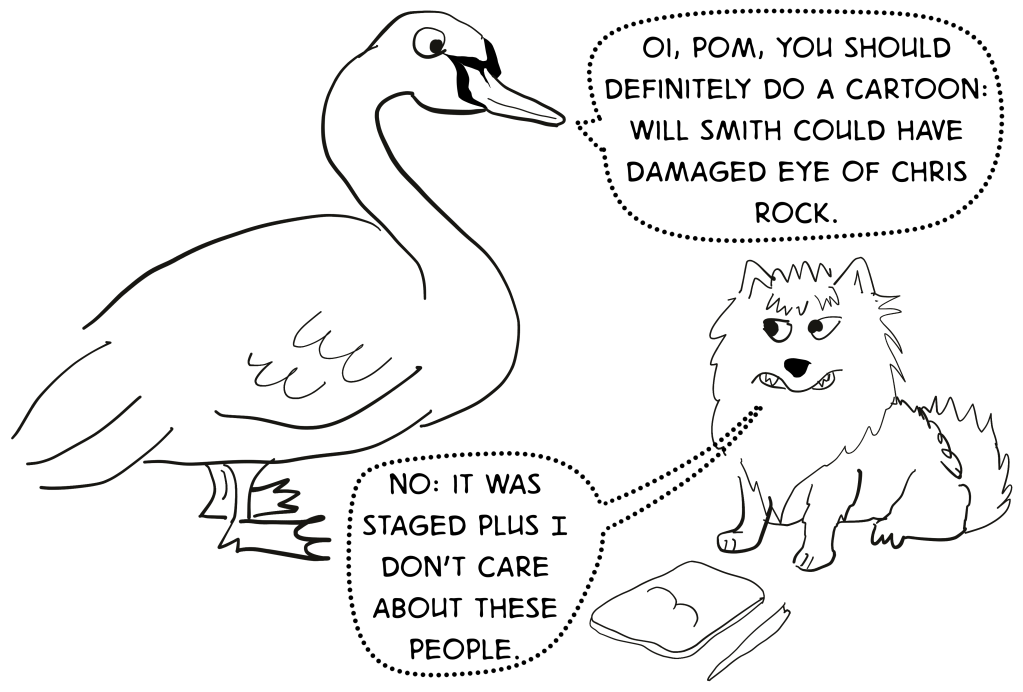 OI, POM, YOU SHOULD
DEFINITELY DO A CARTOON:
WILL SMITH COULD HAVE
DAMAGED EYE OF CHRIS
ROCK.
NO: IT WAS
STAGED PLUS I
DON'T CARE
ABOUT THESE
PEOPLE.